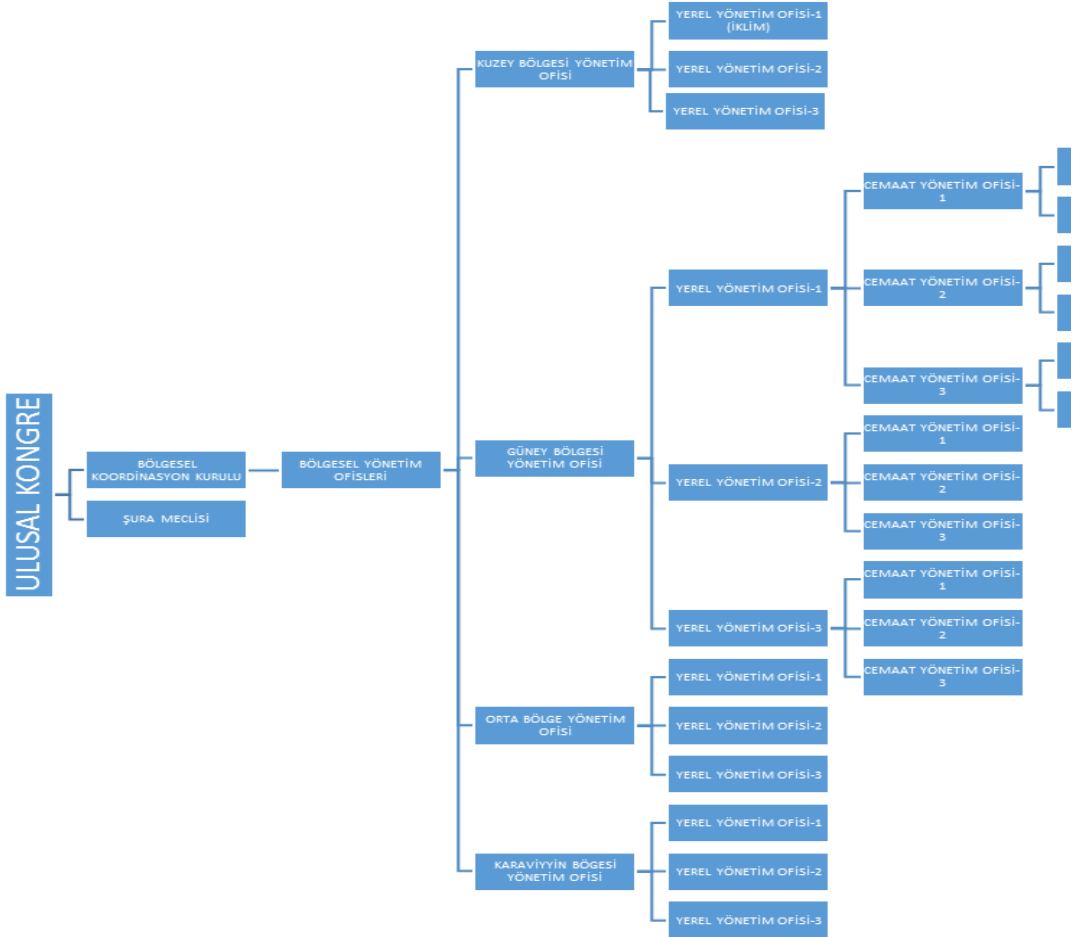 ULUSAL KONGRE
BÖLGESEL
KOORDİNASYON KURULU
ŞURA MECLİSİ
BÖLGESEL YÖNETİM
OFİSLERİ
KUZEY BÖLGESİ YÖNETİM
OFİSİ
YEREL YÖNETİM OFİSİ-1
(İKLİM)
YEREL YÖNETİM OFİSİ-2
YEREL YÖNETİM OFİSİ-3
GÜNEY BÖLGESİ
YÖNETİM OFİSİ
YEREL YÖNETİM OFİSİ-1
CEMAAT YÖNETİM OFİSİ-
1
CEMAAT YÖNETİM OFİSİ-
2
CEMAAT YÖNETİM OFİSİ-
3
YEREL YÖNETİM OFİSİ-2
CEMAAT YÖNETİM OFİSİ-
1
CEMAAT YÖNETİM OFİSİ-
2
CEMAAT YÖNETİM OFİSİ-
3
YEREL YÖNETİM OFİSİ-3
CEMAAT YÖNETİM OFİSİ-
1
CEMAAT YÖNETİM OFİSİ-
2
CEMAAT YÖNETİM OFİSİ-
3
ORTA BÖLGE YÖNETİM
OFİSİ
YEREL YÖNETİM OFİSİ-1
YEREL YÖNETİM OFİSİ-2
YEREL YÖNETİM OFİSİ-3
KARAVİYYİN BÖGESİ
YÖNETİM OFİSİ
YEREL YÖNETİM OFİSİ-1
YEREL YÖNETİM OFİSİ-2
YEREL YÖNETİM OFİSİ-3